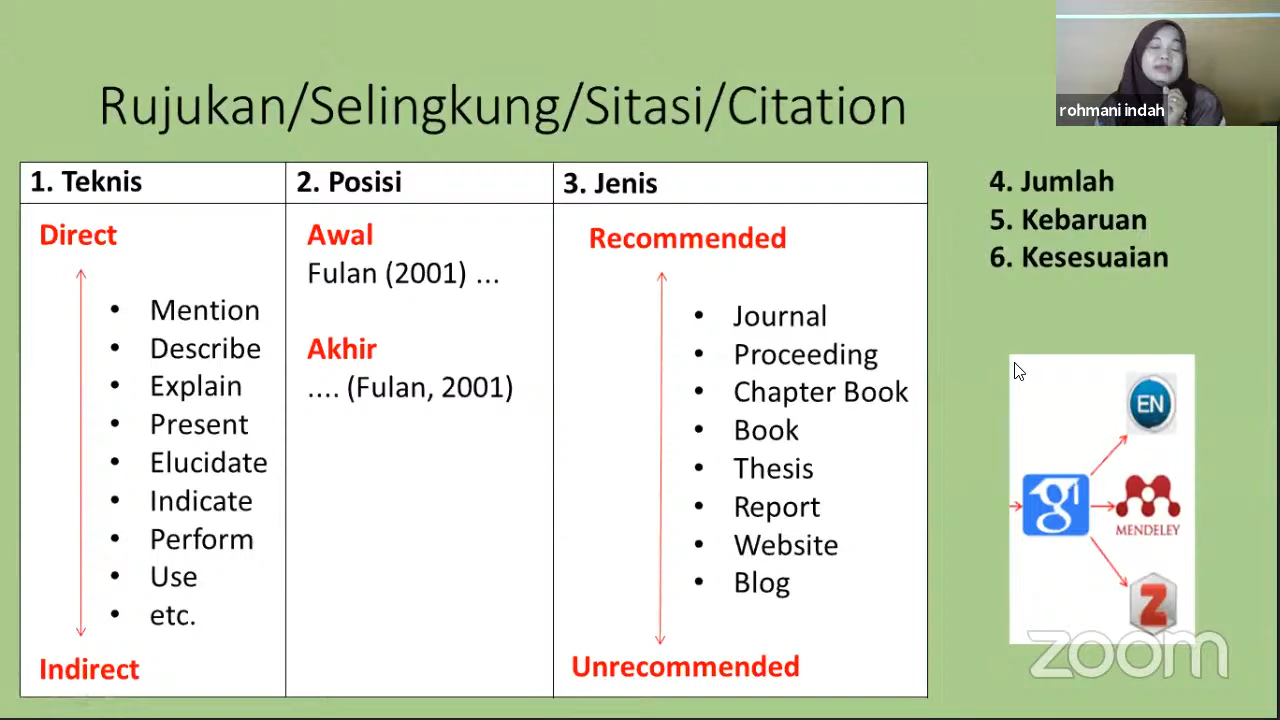 Rujukan/Selingkung/Sitasi/Citation
rohmani indah
1. Teknis
Direct
• Mention
• Describe
• Explain
• Present
• Elucidate
• Indicate
• Perform
• Use
• etc.
Indirect
2. Posisi
Awal
Fulan (2001) ...
Akhir
.... (Fulan, 2001)
3. Jenis
Recommended
• Journal
• Proceeding
• Chapter Book
• Book
• Thesis
• Report
• Website
• Blog
Unrecommended
4. Jumlah
5. Kebaruan
6. Kesesuaian
EN
g
MENDELEY
Z
zoom